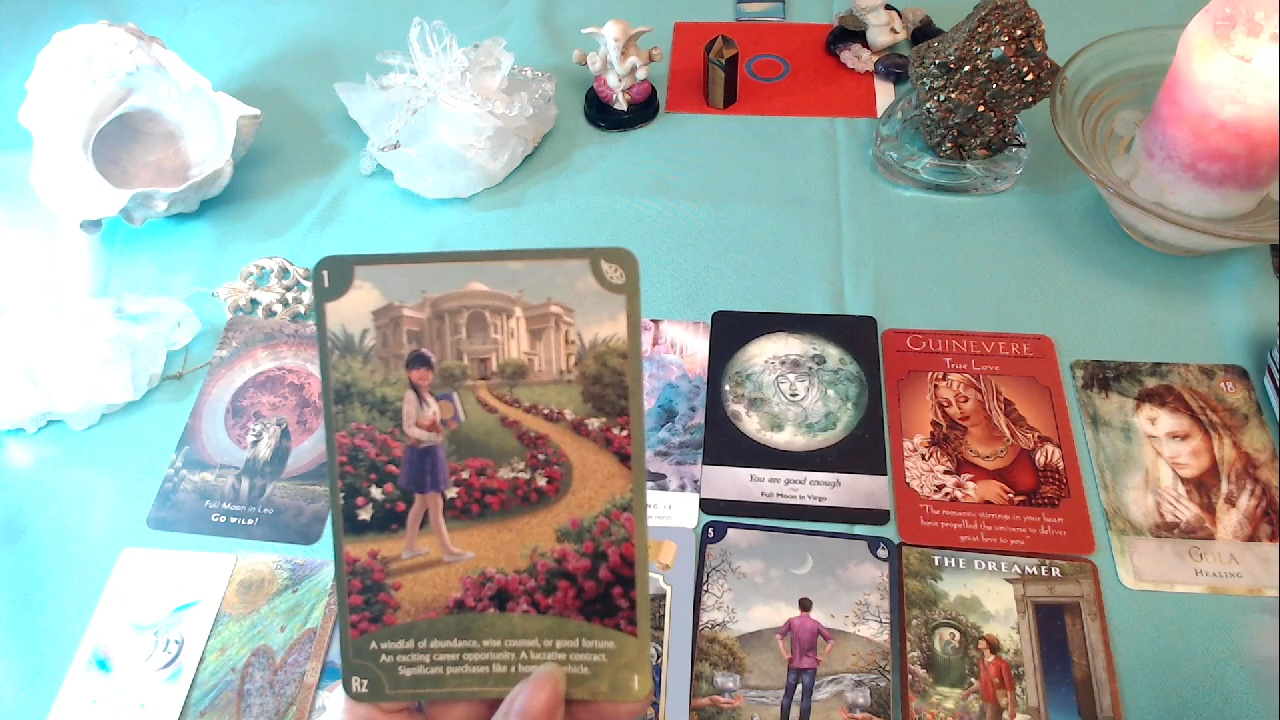 1
A windfall of abundance, wise counsel, or good fortune.
An exciting career opportunity. A lucrative contract.
Significant purchases like a home
Rz
1
Full Moon in Leo
GO WILD!
You are good enough
Full Moon in Virgo
GUINEVERE
True Love
"The romantic stirrings in your heart
have propelled the universe to deliver
great love to you."
18
GULA
HEALING
5
THE DREAMER